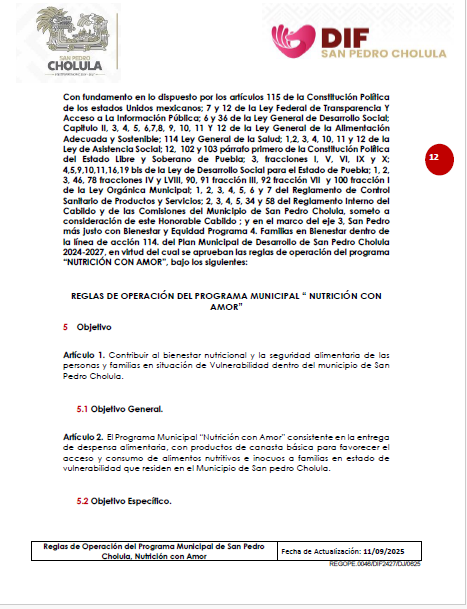 SAN PEDRO
CHOLULA
DIF
SAN PEDRO CHOLULA
Con fundamento en lo dispuesto por los artículos 115 de la Constitución Política
de los estados Unidos mexicanos; 7 y 12 de la Ley Federal de Transparencia Y
Acceso a La Información Pública; 6 y 36 de la Ley General de Desarrollo Social;
Capítulo II, 3, 4, 5, 6,7,8, 9, 10, 11 Y 12 de la Ley General de la Alimentación
Adecuada y Sostenible; 114 Ley General de la Salud; 1,2, 3, 4, 10, 11 y 12 de la
Ley de Asistencia Social; 12, 102 y 103 párrafo primero de la Constitución Política
del Estado Libre y Soberano de Puebla; 3, fracciones I, V, VI, IX y X;
4,5,9,10,11,16,19 bis de la Ley de Desarrollo Social para el Estado de Puebla; 1, 2,
3, 46, 78 fracciones IV y LVIII, 90, 91 fracción III, 92 fracción VII y 100 fracción I
de la Ley Orgánica Municipal; 1, 2, 3, 4, 5, 6 y 7 del Reglamento de Control
Sanitario de Productos y Servicios; 2, 3, 4, 5, 34 y 58 del Reglamento Interno del
Cabildo y de las Comisiones del Municipio de San Pedro Cholula, someto a
consideración de este Honorable Cabildo ; y en el marco del eje 3, San Pedro
más justo con Bienestar y Equidad Programa 4. Familias en Bienestar dentro de
la línea de acción 114. del Plan Municipal de Desarrollo de San Pedro Cholula
2024-2027, en virtud del cual se aprueban las reglas de operación del programa
“NUTRICIÓN CON AMOR”, bajo los siguientes:
12
REGLAS DE OPERACIÓN DEL PROGRAMA MUNICIPAL “ NUTRICIÓN CON
AMOR”
5 Objetivo
Artículo 1. Contribuir al bienestar nutricional y la seguridad alimentaria de las
personas y familias en situación de Vulnerabilidad dentro del municipio de San
Pedro Cholula.
5.1 Objetivo General.
Artículo 2. El Programa Municipal “Nutrición con Amor” consistente en la entrega
de despensa alimentaria, con productos de canasta básica para favorecer el
acceso y consumo de alimentos nutritivos e inocuos a familias en estado de
vulnerabilidad que residen en el Municipio de San pedro Cholula.
5.2 Objetivo Específico.
Reglas de Operación del Programa Municipal de San Pedro
Cholula, Nutrición con Amor
Fecha de Actualización: 11/09/2025
REGOPE.0046/DIF2427/DJ/0825